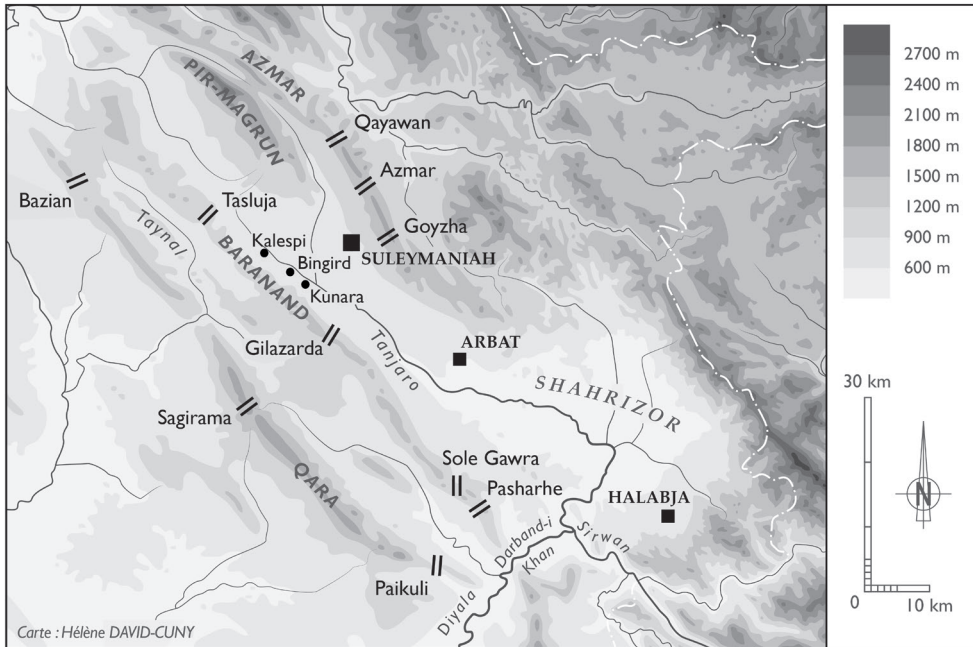 AZMAR
PIR-MAGRUN
Qayawan
Azmar
Bazian
Tasluja
Goyzha
Taynal
Kalespi
SULEYMANIAH
BARANAND
Bingird
Kunara
Gilazarda
Tanjaro
ARBAT
SHAHRIZOR
Sagirama
QARA
Sole Gawra
Pasharhe
HALABJA
Darband-i
Khan
Sirwan
Paikuli
Diyala
Carte : Hélène DAVID-CUNY
2700 m
2400 m
2100 m
1800 m
1500 m
1200 m
900 m
600 m
30 km
N
0
10 km